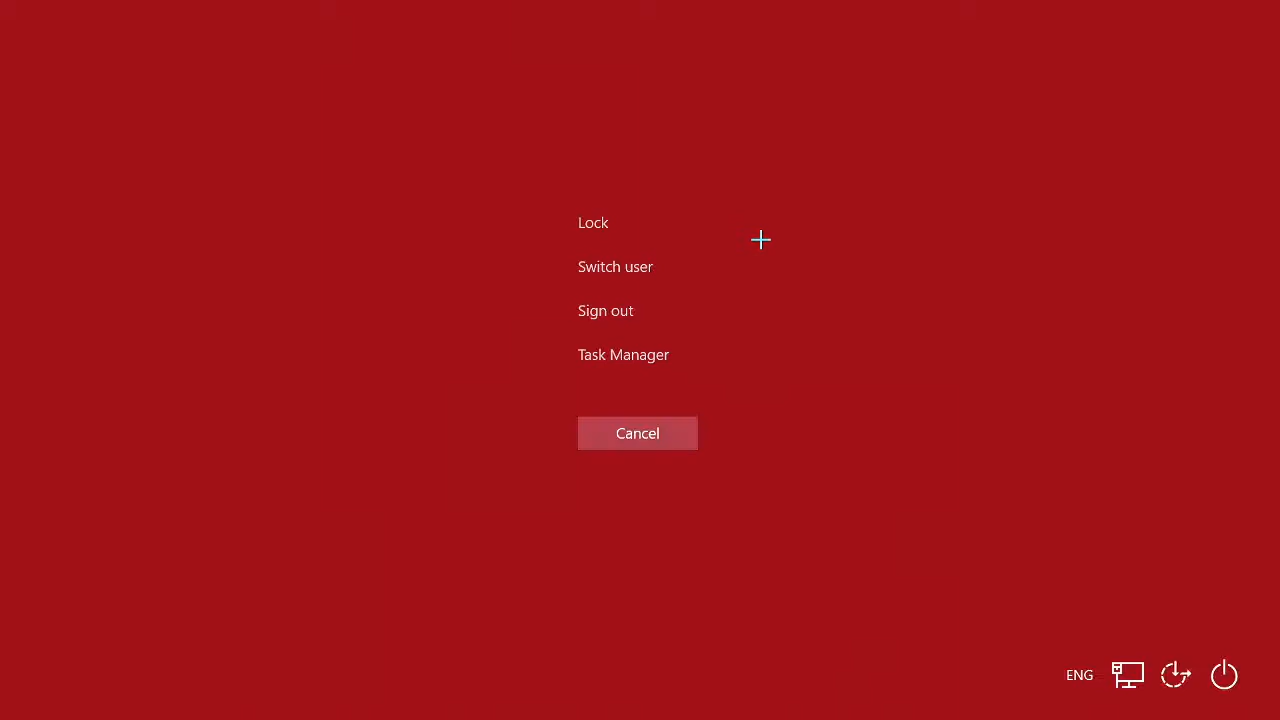 Lock
Switch user
Sign out
Task Manager
Cancel
ENG